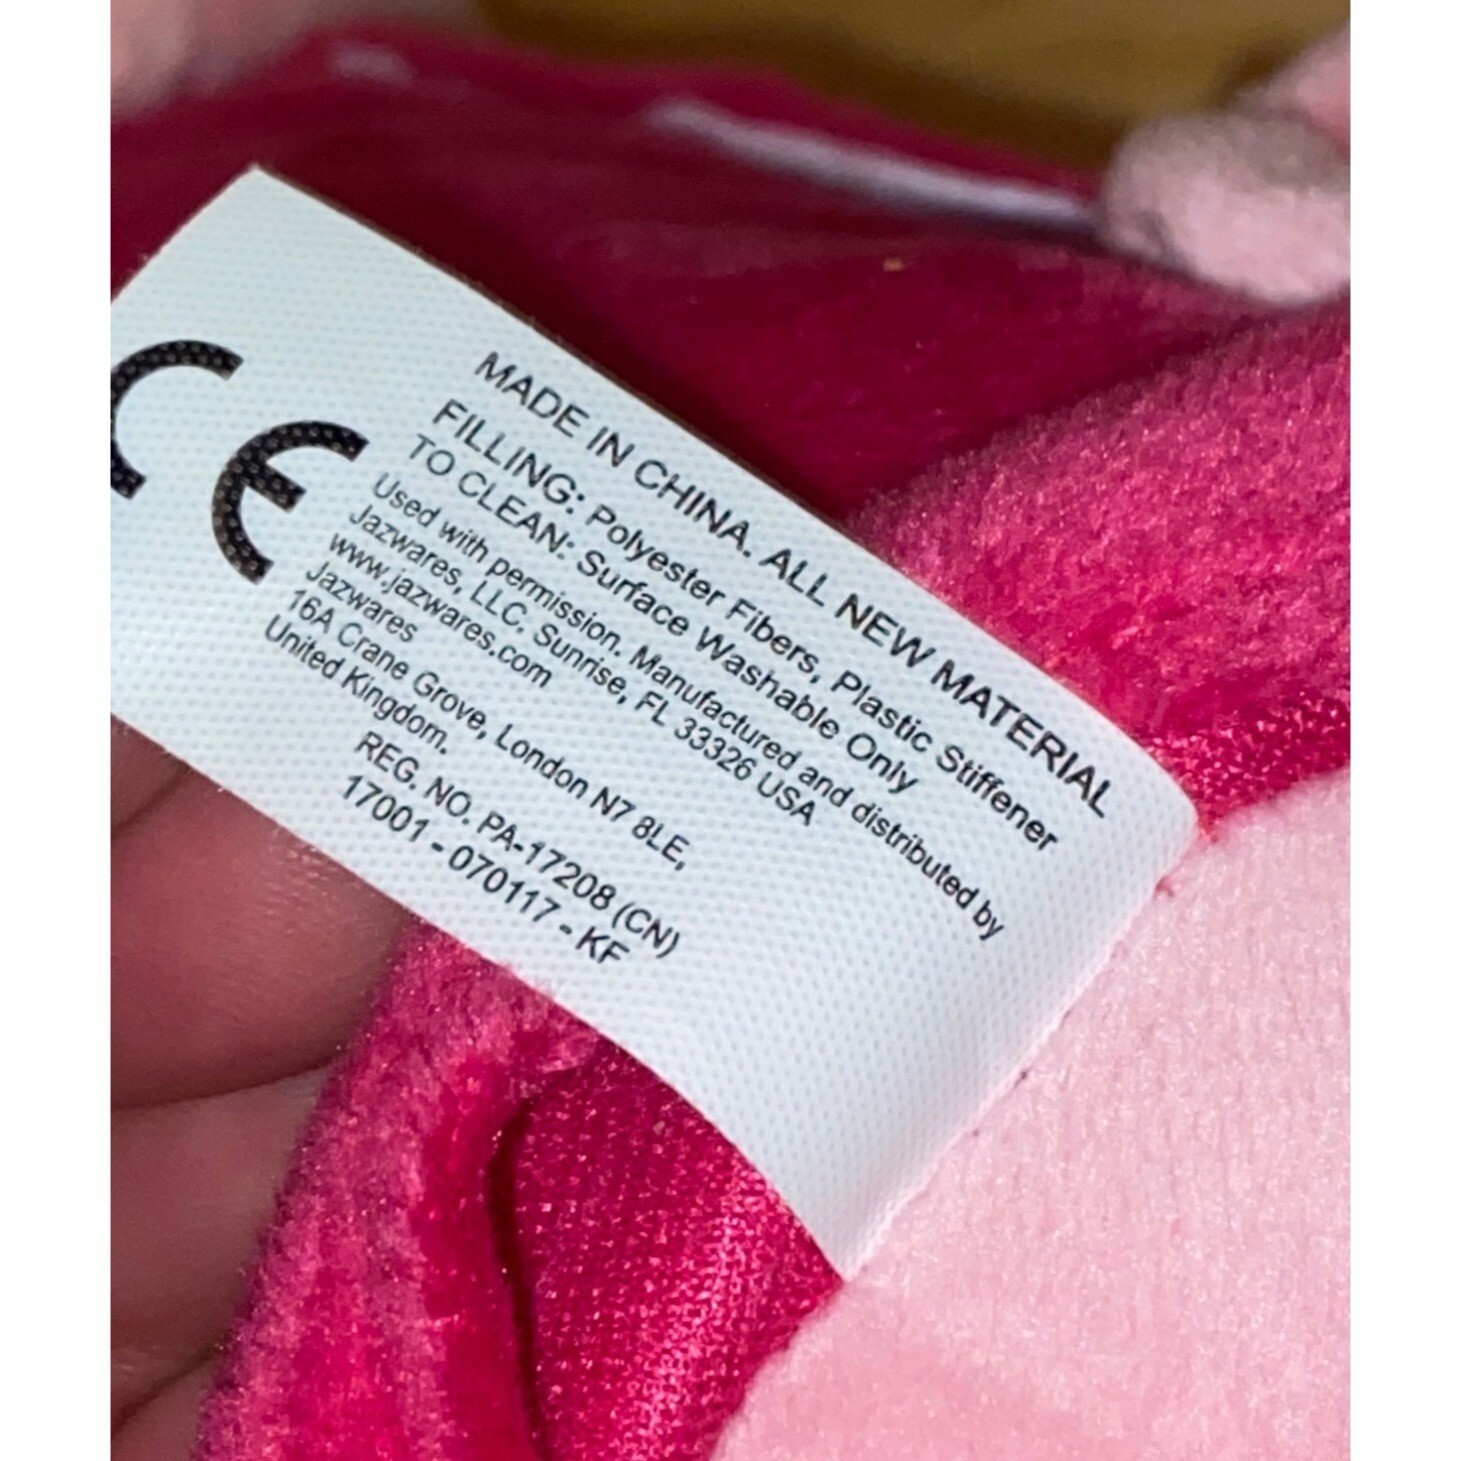 CE
MADE IN CHINA. ALL NEW MATERIAL
FILLING: Polyester Fibers, Plastic Stiffener
TO CLEAN: Surface Washable Only
Used with permission. Manufactured and distributed by
Jazwares, LLC. Sunrise, FL 33326 USA
www.jazwares.com
Jazwares
16A Crane Grove, London N7 8LE,
United Kingdom.
REG. NO. PA-17208 (CN)
17001 - 070117 - KF